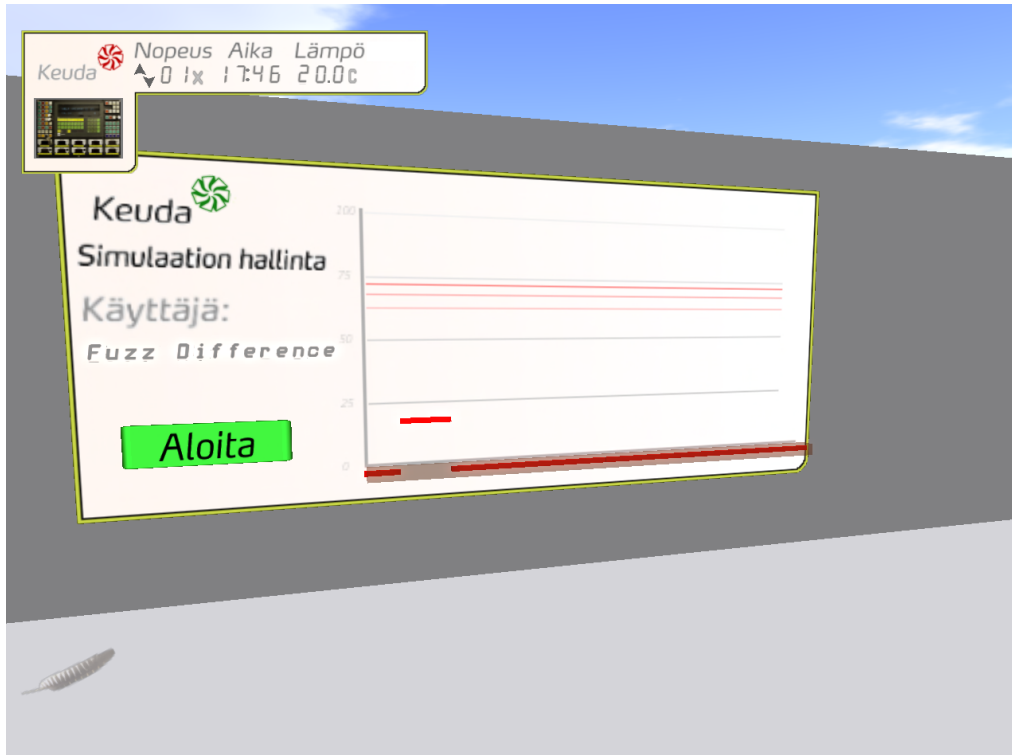 Keuda
Nopeus Aika Lämpö
01x 17:46 20.0c
Keuda
Simulaation hallinta
Käyttäjä:
Fuzz Difference
Aloita
75
50
25
0